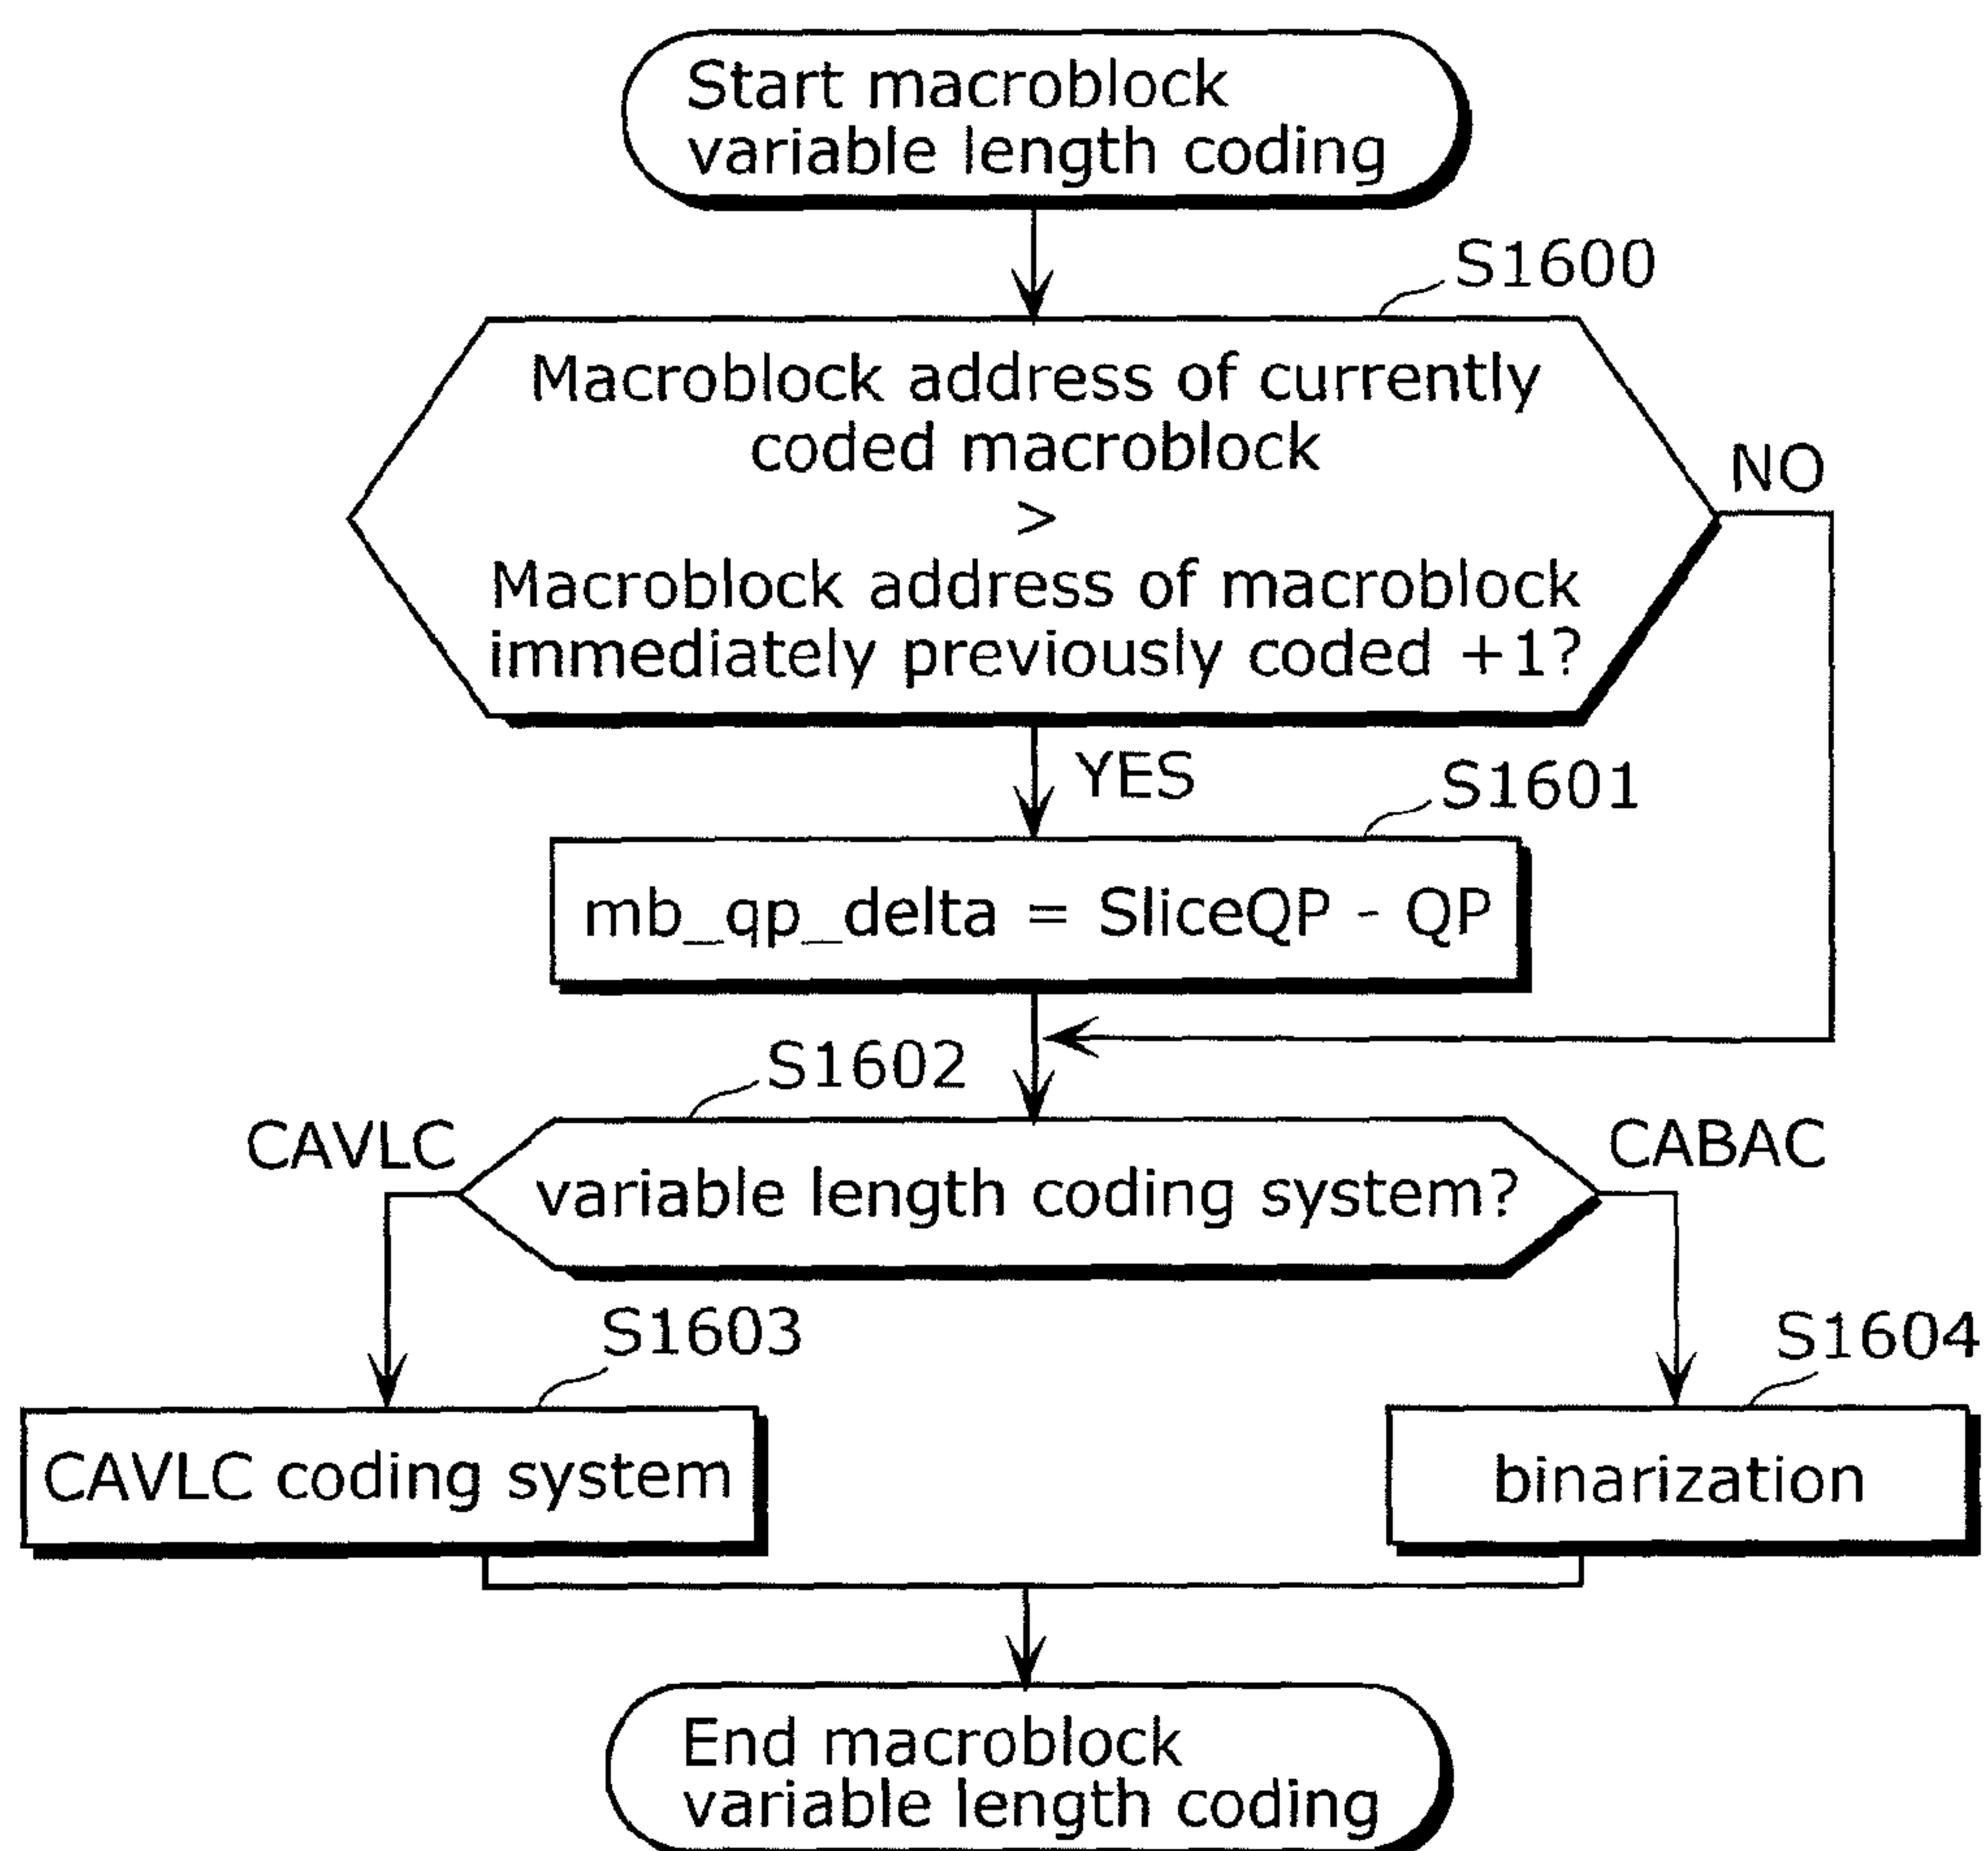 Start macroblock
variable length coding
S1600
Macroblock address of currently
coded macroblock
>
Macroblock address of macroblock
immediately previously coded +1?
NO
YES
S1601
mb_qp_delta = SliceQP - QP
S1602
CAVLC
variable length coding system?
CABAC
S1603
S1604
CAVLC coding system
binarization
End macroblock
variable length coding